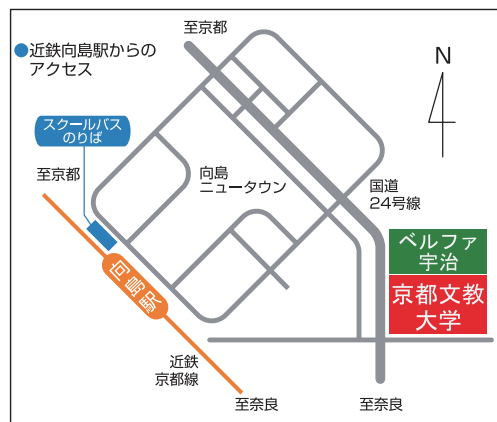 ●近鉄向島駅からの
アクセス
至京都
N
スクールバス
のりば
至京都
向島
ニュータウン
国道
24号線
ベルファ
宇治
京都文教
大学
向島駅
近鉄
京都線
至奈良
至奈良